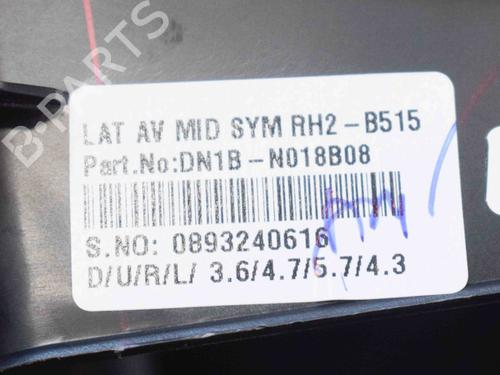 B-PARTS
LAT AV MID SYM RH2-B515
Part.No:DN1B-N018B08
S.NO: 0893240616
D/U/R/L/ 3.6/4.7/5.7/4.3